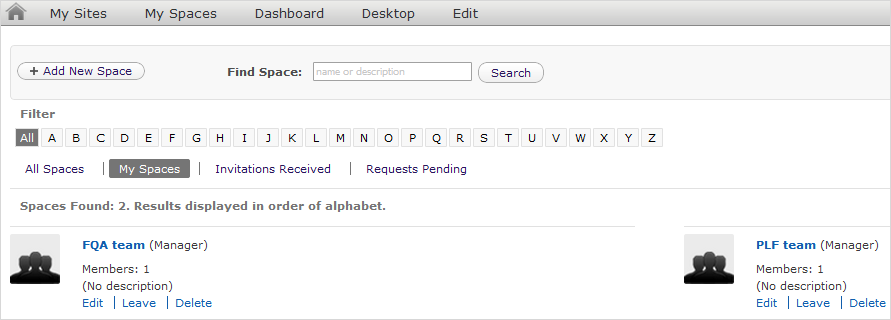 My Sites My Spaces Dashboard Desktop Edit
+ Add New Space Find Space: name or description Search
Filter
All A B C D E F G H I J K L M N O P Q R S T U V W X Y Z
All Spaces | My Spaces Invitations Received | Requests Pending
Spaces Found: 2. Results displayed in order of alphabet.
FQA team (Manager)
Members: 1
(No description)
Edit | Leave | Delete
PLF team (Manager)
Members: 1
(No description)
Edit | Leave | Delete